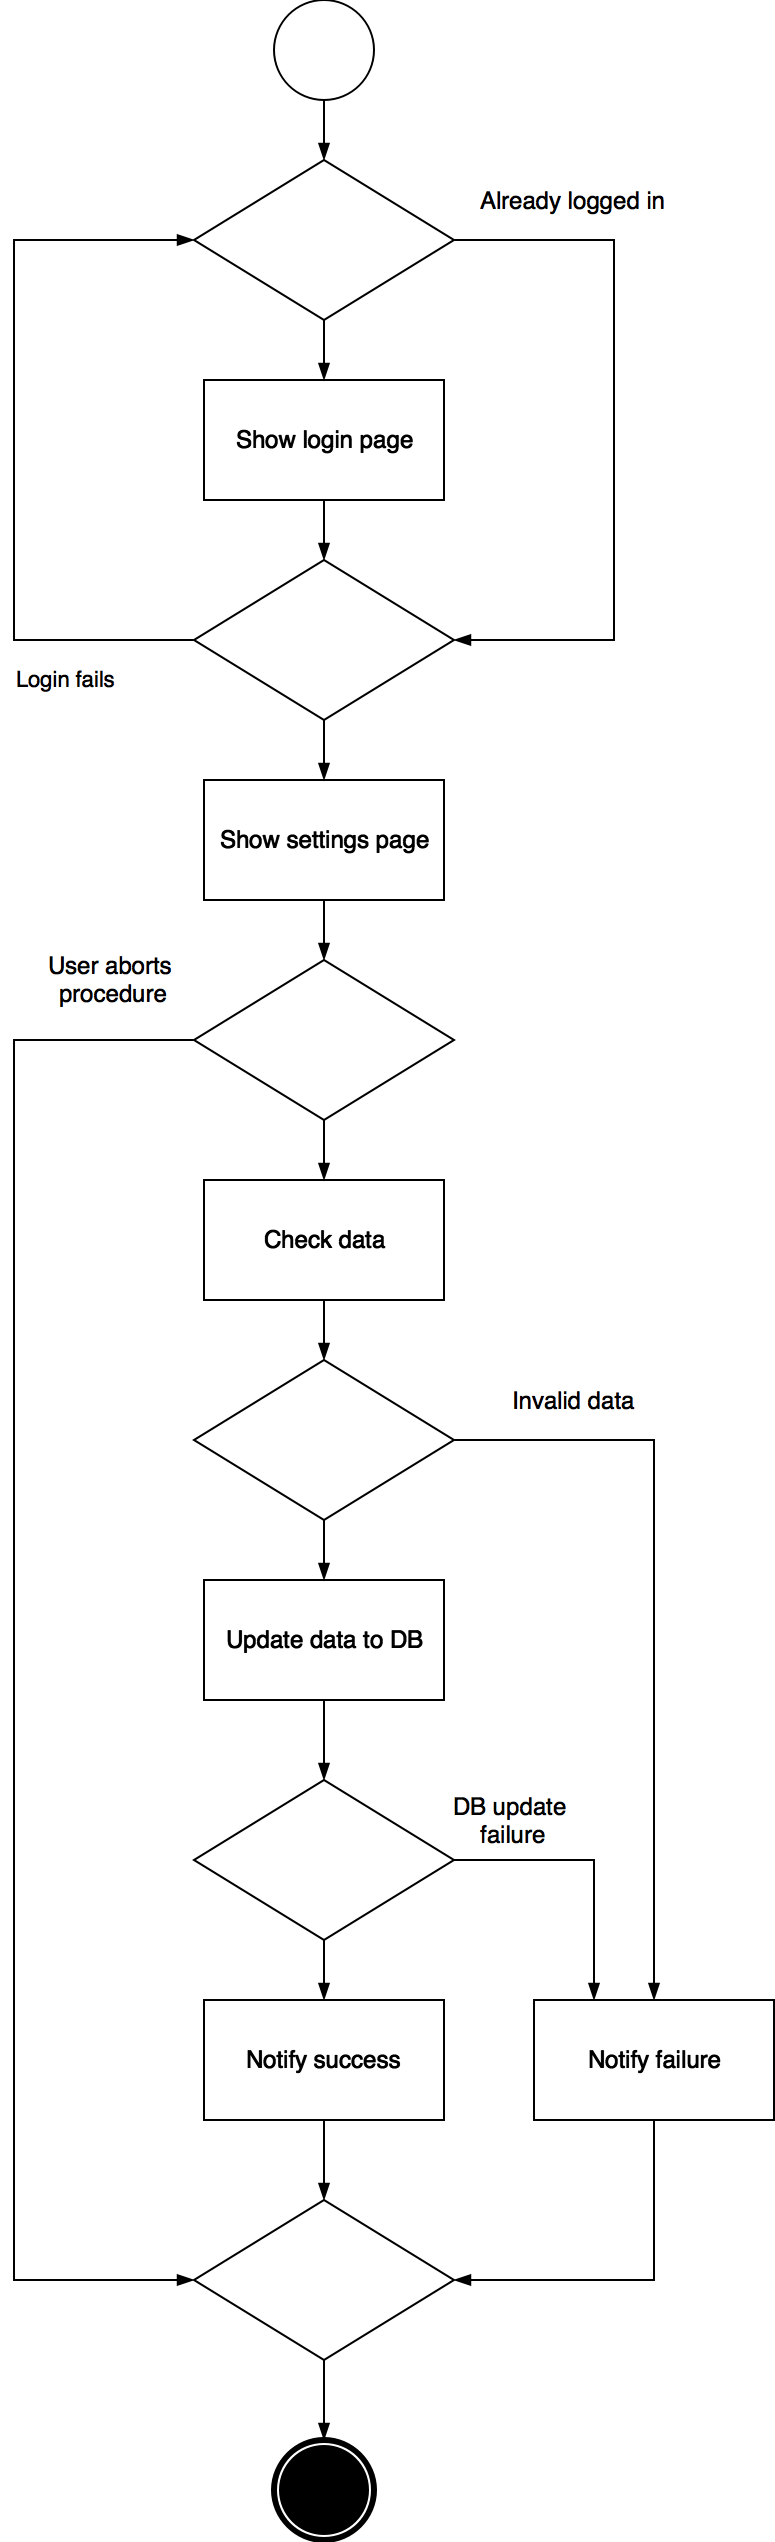 Already logged in
Show login page
Login fails
Show settings page
User aborts
procedure
Check data
Invalid data
Update data to DB
DB update
failure
Notify success
Notify failure